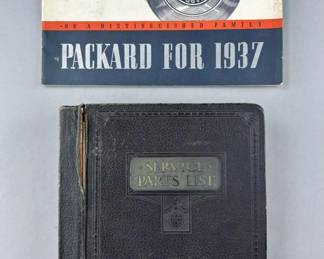 OF A DISTINGUISHED FAMILY
PACKARD FOR 1937
SERVICE
PARTS LIST